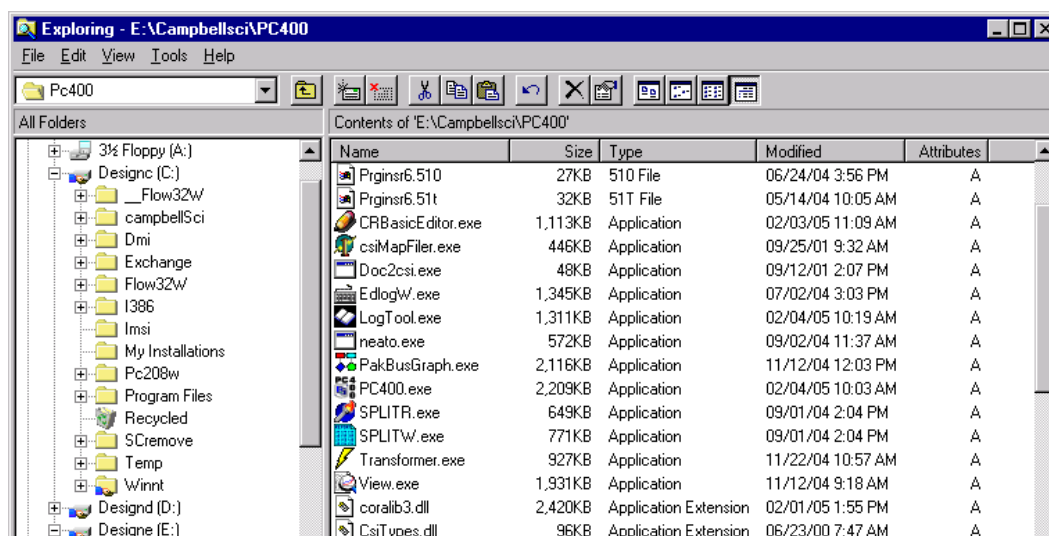 Exploring - E:\Campbellsci\PC400
File Edit View Tools Help
Pc400
All Folders
Contents of 'E:\Campbellsci\PC400'
3½ Floppy (A:)
Designc (C:)
__Flow32W
campbellSci
Dmi
Exchange
Flow32W
I386
Imsi
My Installations
Pc208w
Program Files
Recycled
SCremove
Temp
Winnt
Designd (D:)
Designe (E:)
Name Size Type Modified Attributes
Prginsr6.510 27KB 510 File 06/24/04 3:56 PM A
Prginsr6.51t 32KB 51T File 05/14/04 10:05 AM A
CRBasicEditor.exe 1,113KB Application 02/03/05 11:09 AM A
csiMapFiler.exe 446KB Application 09/25/01 9:32 AM A
Doc2csi.exe 48KB Application 09/12/01 2:07 PM A
EdlogW.exe 1,345KB Application 07/02/04 3:03 PM A
LogTool.exe 1,311KB Application 02/04/05 10:19 AM A
neato.exe 572KB Application 09/02/04 11:37 AM A
PakBusGraph.exe 2,116KB Application 11/12/04 12:03 PM A
PC400.exe 2,209KB Application 02/04/05 10:03 AM A
SPLITR.exe 649KB Application 09/01/04 2:04 PM A
SPLITW.exe 771KB Application 09/01/04 2:04 PM A
Transformer.exe 927KB Application 11/22/04 10:57 AM A
View.exe 1,931KB Application 11/12/04 9:18 AM A
coralib3.dll 2,420KB Application Extension 02/01/05 1:55 PM A
CsiTypes.dll 96KB Application Extension 06/23/00 7:47 AM A